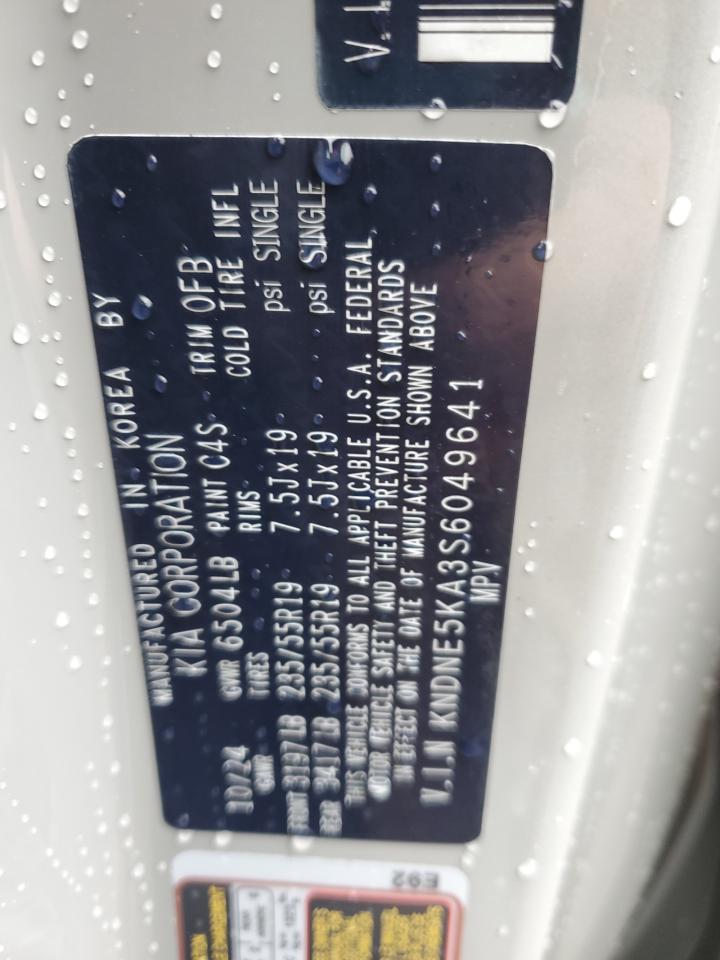 MANUFACTURED IN KOREA BY
KIA CORPORATION
10/24 GVWR 6504LB PAINT C4S TRIM OFB
GAWR TIRES RIMS COLD TIRE INFL
FRONT 3197LB 235/55R19 7.5Jx19 psi SINGLE
REAR 3417LB 235/55R19 7.5Jx19 psi SINGLE
THIS VEHICLE CONFORMS TO ALL APPLICABLE U.S.A. FEDERAL
MOTOR VEHICLE SAFETY AND THEFT PREVENTION STANDARDS
IN EFFECT ON THE DATE OF MANUFACTURE SHOWN ABOVE
V.I.N KNDNE5KA3S6049641
MPV
V.I.